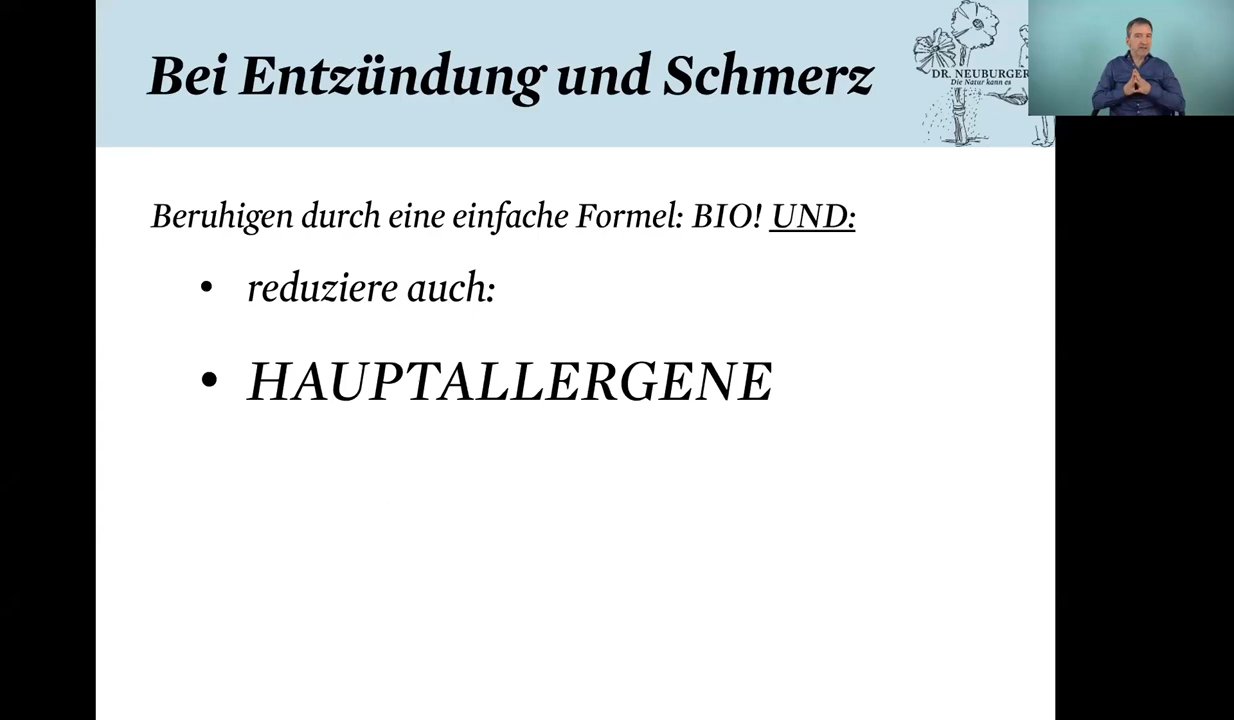 Bei Entzündung und Schmerz
DR. NEUBURGER
Die Natur kann es
Beruhigen durch eine einfache Formel: BIO! UND:
• reduziere auch:
• HAUPTALLERGENE